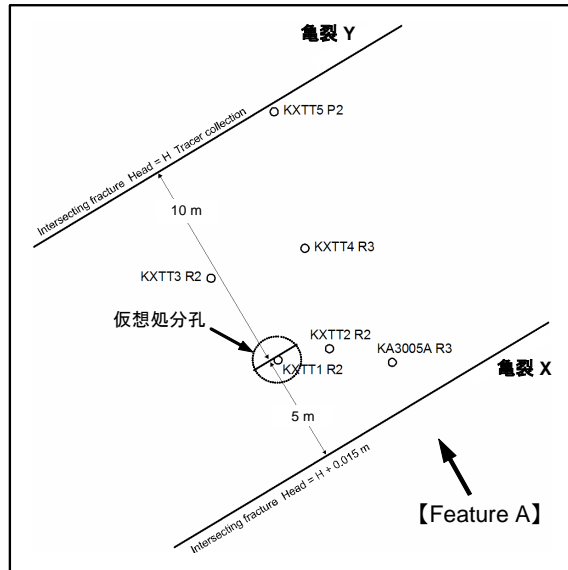 亀裂 Y
KXTT5 P2
Intersecting fracture Head = H Tracer collection
10 m
KXTT4 R3
KXTT3 R2
仮想処分孔
KXTT2 R2
KA3005A R3
KXTT1 R2
亀裂 X
5 m
Intersecting fracture Head = H + 0.015 m
【Feature A】